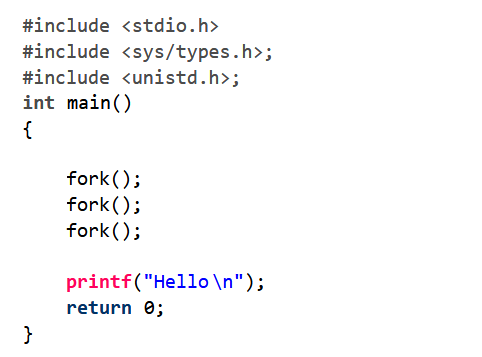 #include <stdio.h>
#include <sys/types.h>;
#include <unistd.h>;
int main()
{
    fork();
    fork();
    fork();
    printf("Hello\n");
    return 0;
}